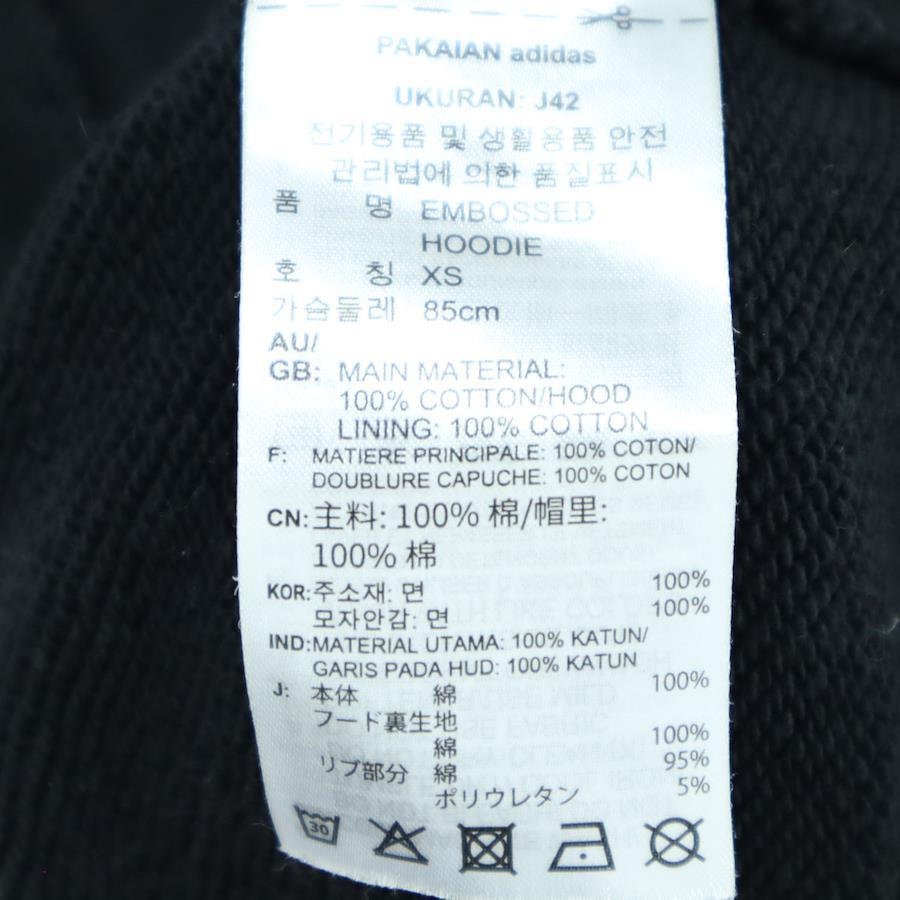 PAKAIAN adidas
UKURAN: J42
전기용품 및 생활용품 안전
관리법에 의한 품질표시
품 명 EMBOSSED
HOODIE
호 칭 XS
가슴둘레 85cm
AU/
GB: MAIN MATERIAL:
100% COTTON/HOOD
LINING: 100% COTTON
F: MATIERE PRINCIPALE: 100% COTON/
DOUBLURE CAPUCHE: 100% COTON
CN: 主料: 100% 棉/帽里:
100% 棉
KOR: 주소재: 면 100%
모자안감: 면 100%
IND: MATERIAL UTAMA: 100% KATUN/
GARIS PADA HUD: 100% KATUN
J: 本体 綿 100%
フード裏生地
綿 100%
リブ部分 綿 95%
ポリウレタン 5%
30